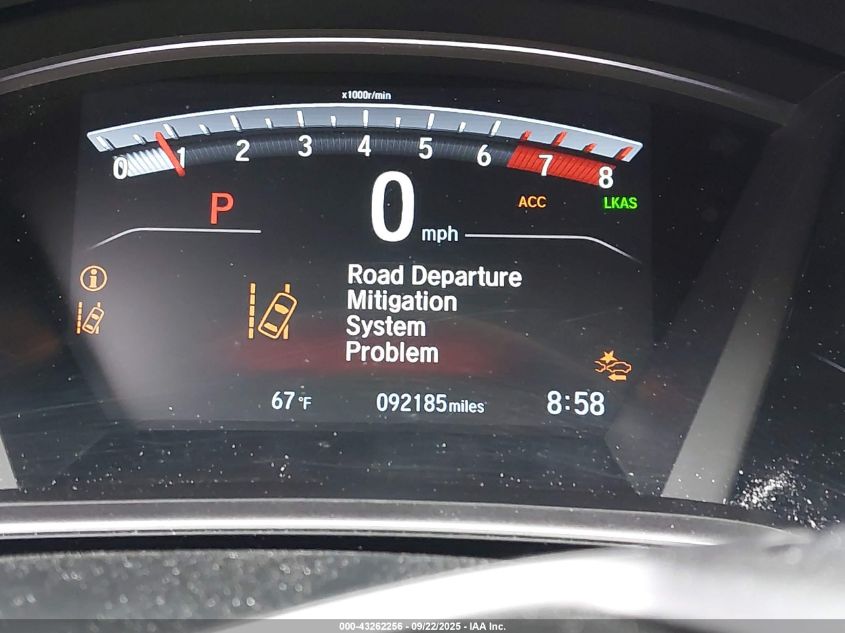 x1000r/min
0 1 2 3 4 5 6 7 8
P 0 mph ACC LKAS
Road Departure
Mitigation
System
Problem
67°F 092185 miles 8:58
000-43262256 - 09/22/2025 - IAA Inc.